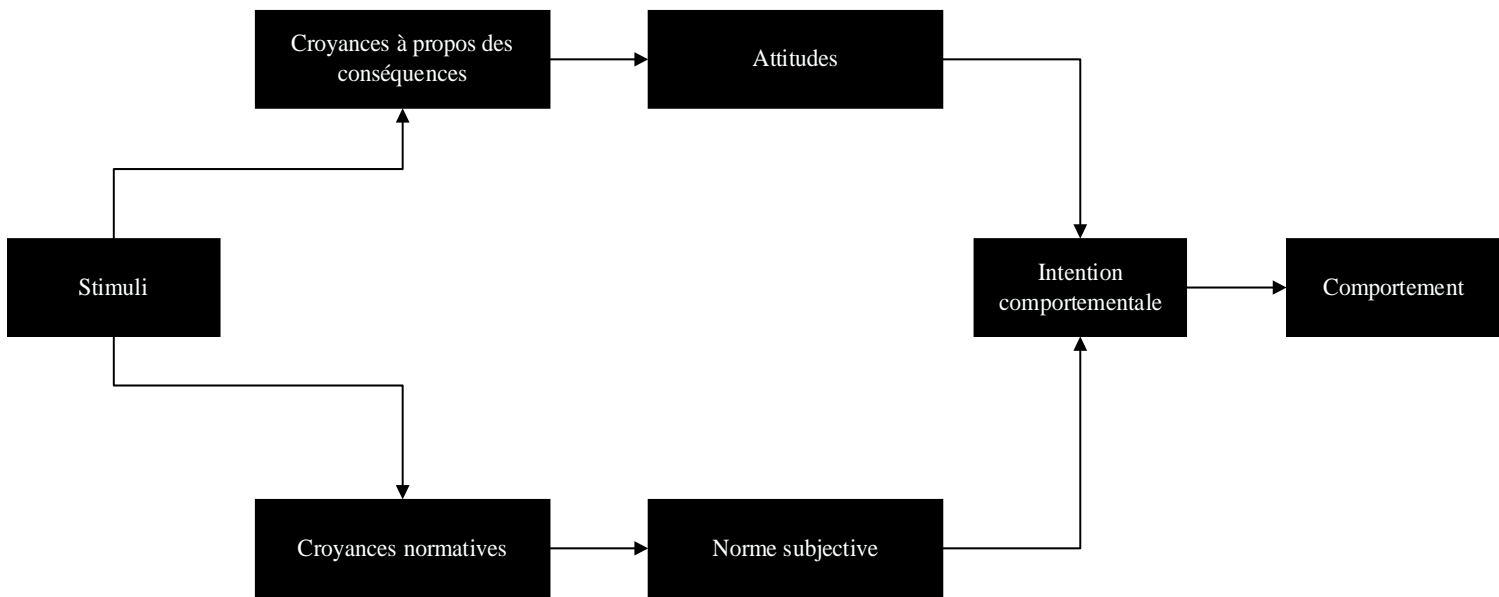 Croyances à propos des
conséquences
Attitudes
Stimuli
Intention
comportementale
Comportement
Croyances normatives
Norme subjective